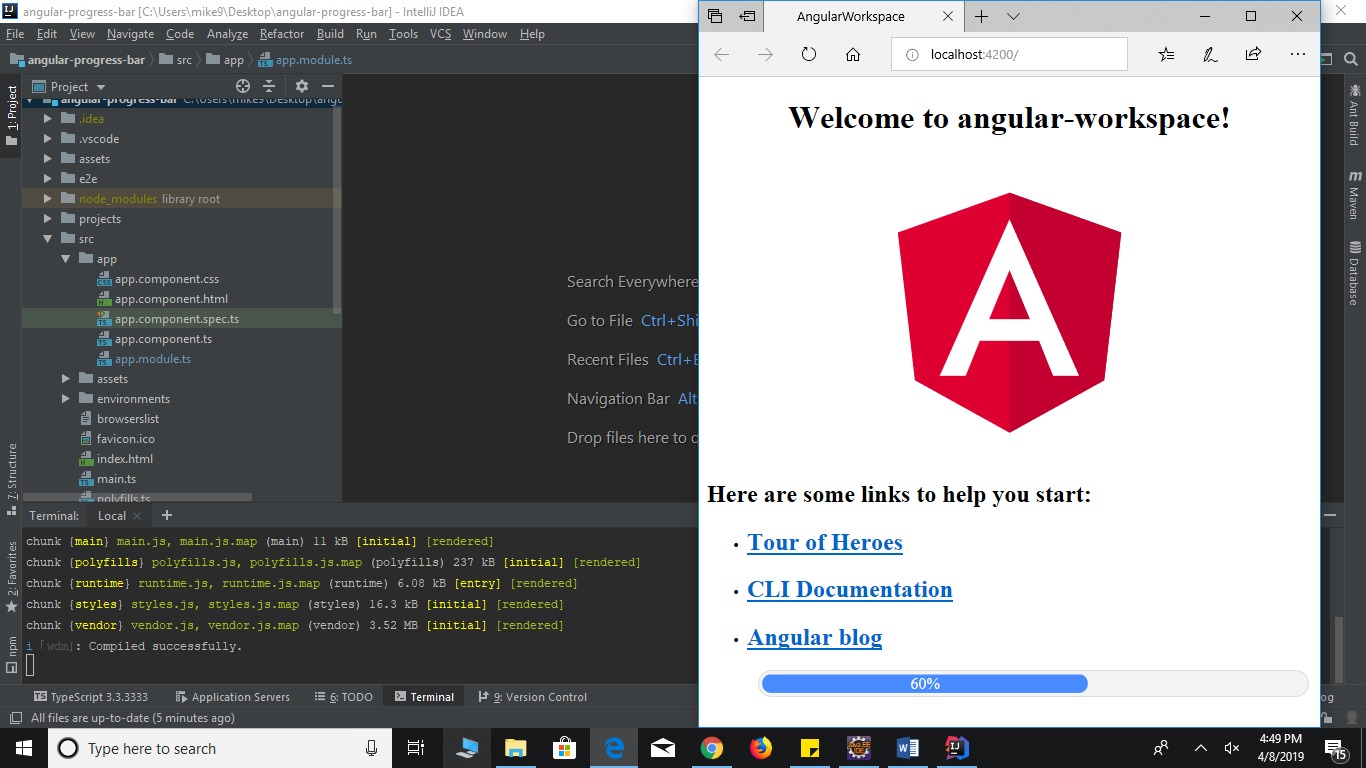 angular-progress-bar [C:\Users\mike9\Desktop\angular-progress-bar] - IntelliJ IDEA
File Edit View Navigate Code Analyze Refactor Build Run Tools VCS Window Help
angular-progress-bar src app app.module.ts
1: Project
Project
angular-progress-bar C:\Users\mike9\Desktop\angu
.idea
.vscode
assets
e2e
node_modules library root
projects
src
app
app.component.css
app.component.html
app.component.spec.ts
app.component.ts
app.module.ts
assets
environments
browserslist
favicon.ico
index.html
main.ts
polyfills.ts
7: Structure
2: Favorites
npm
Search Everywhere
Go to File Ctrl+Shi
Recent Files Ctrl+E
Navigation Bar Alt
Drop files here to o
Terminal: Local
chunk {main} main.js, main.js.map (main) 11 kB [initial] [rendered]
chunk {polyfills} polyfills.js, polyfills.js.map (polyfills) 237 kB [initial] [rendered]
chunk {runtime} runtime.js, runtime.js.map (runtime) 6.08 kB [entry] [rendered]
chunk {styles} styles.js, styles.js.map (styles) 16.3 kB [initial] [rendered]
chunk {vendor} vendor.js, vendor.js.map (vendor) 3.52 MB [initial] [rendered]
i「wdm」: Compiled successfully.
TypeScript 3.3.3333 Application Servers 6: TODO Terminal 9: Version Control
All files are up-to-date (5 minutes ago)
AngularWorkspace
localhost:4200/
Welcome to angular-workspace!
A
Here are some links to help you start:
Tour of Heroes
CLI Documentation
Angular blog
60%
Ant Build
Maven
Database
og
Type here to search
4:49 PM
4/8/2019
15